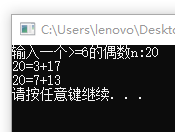 C:\Users\lenovo\Deskto
输入一个>=6的偶数n:20
20=3+17
20=7+13
请按任意键继续. . .